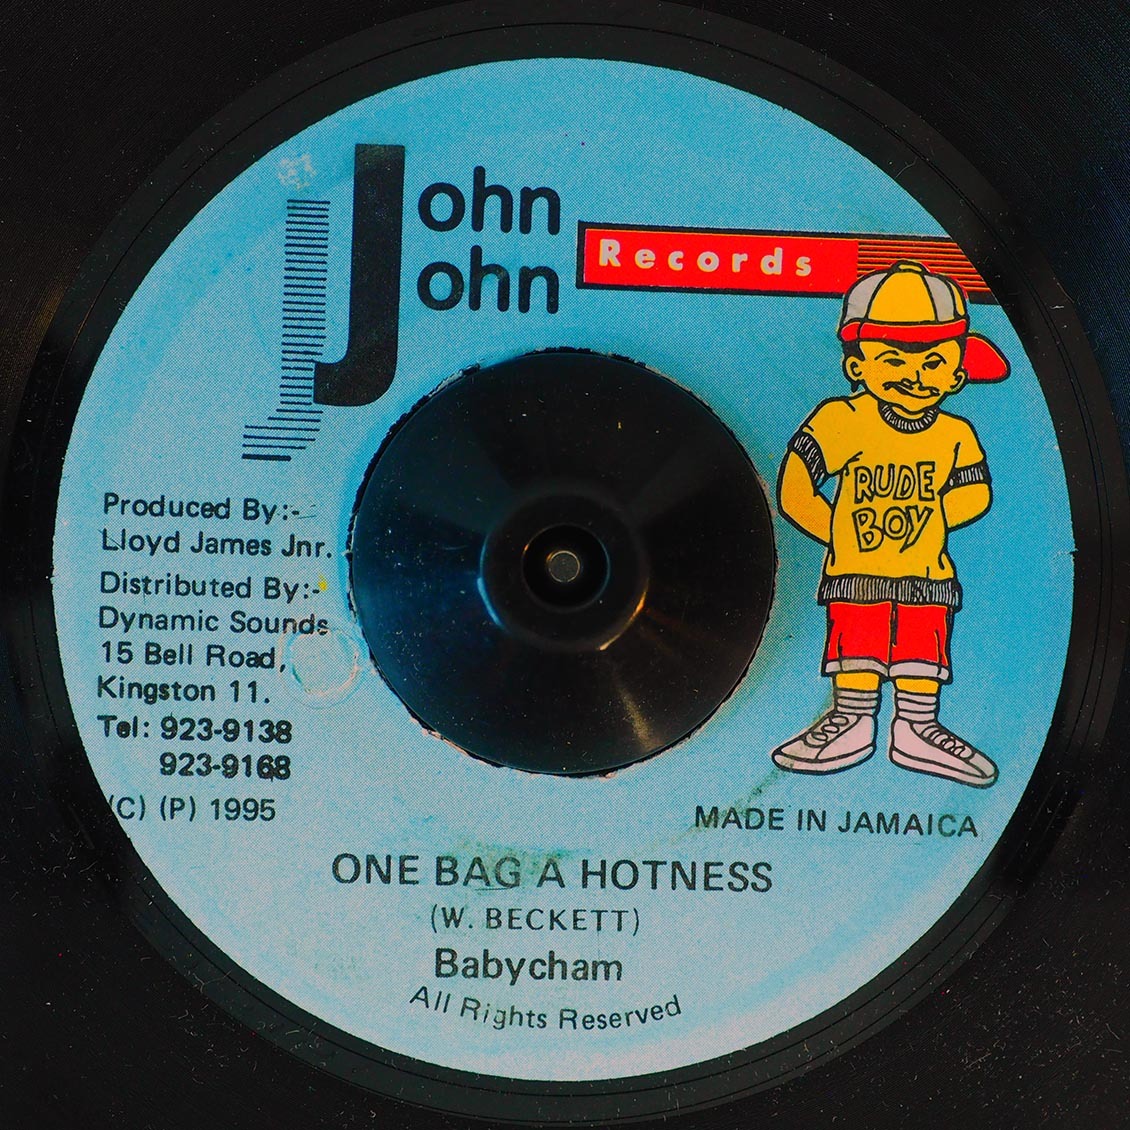 John
John
Records
RUDE
BOY
Produced By:-
Lloyd James Jnr.
Distributed By:-
Dynamic Sounds
15 Bell Road,
Kingston 11.
Tel: 923-9138
923-9168
(C) (P) 1995
MADE IN JAMAICA
ONE BAG A HOTNESS
(W. BECKETT)
Babycham
All Rights Reserved